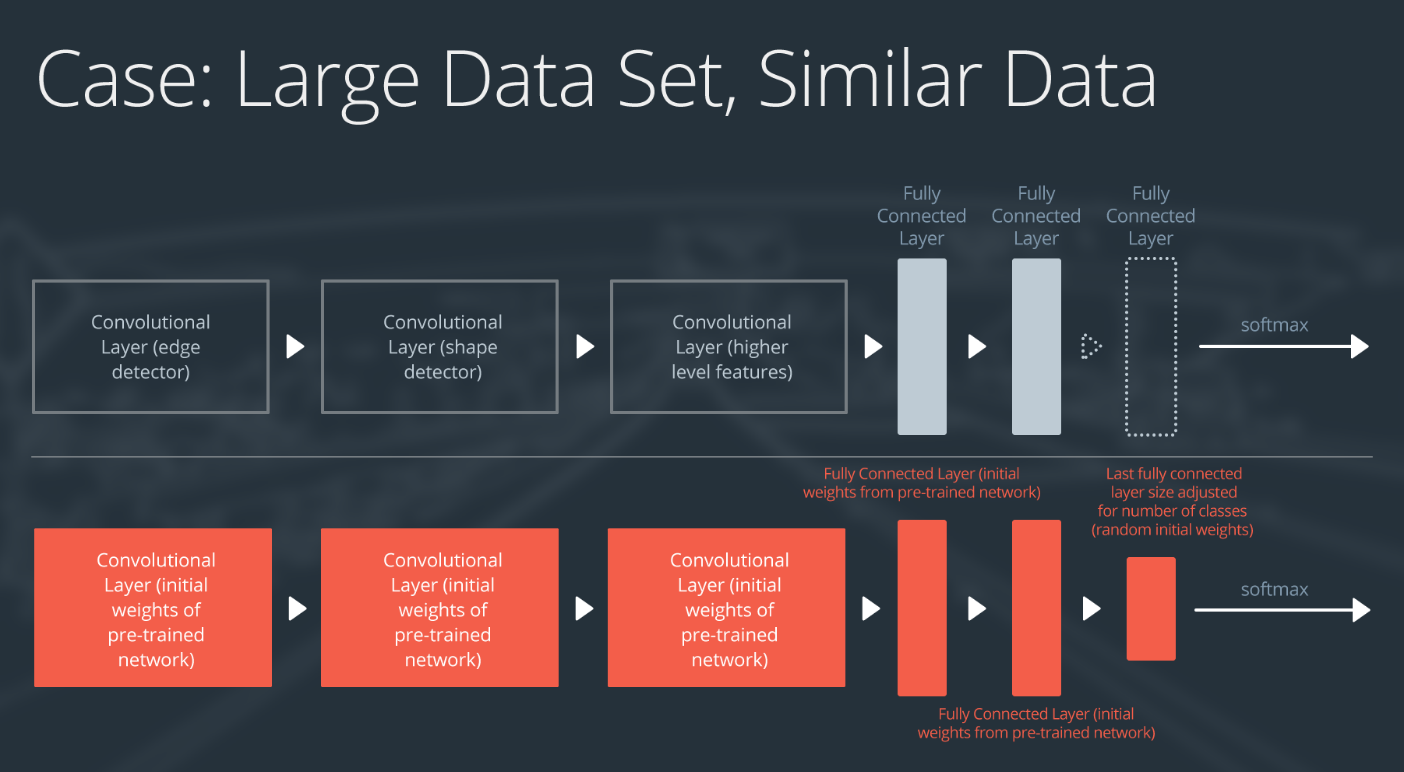 Case: Large Data Set, Similar Data
Fully
Connected
Layer
Fully
Connected
Layer
Fully
Connected
Layer
Convolutional
Layer (edge
detector)
Convolutional
Layer (shape
detector)
Convolutional
Layer (higher
level features)
softmax
Fully Connected Layer (initial
weights from pre-trained network)
Last fully connected
layer size adjusted
for number of classes
(random initial weights)
Convolutional
Layer (initial
weights of
pre-trained
network)
Convolutional
Layer (initial
weights of
pre-trained
network)
Convolutional
Layer (initial
weights of
pre-trained
network)
softmax
Fully Connected Layer (initial
weights from pre-trained network)